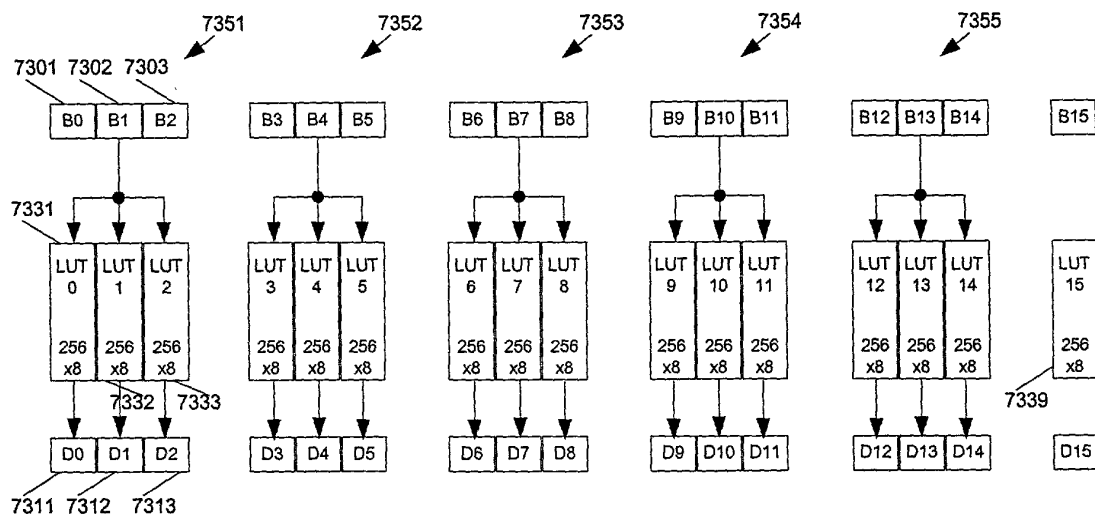 7351 7352 7353 7354 7355
7301 7302 7303
B0 B1 B2 B3 B4 B5 B6 B7 B8 B9 B10 B11 B12 B13 B14 B15
7331
LUT LUT LUT LUT LUT LUT LUT LUT LUT LUT LUT LUT LUT LUT LUT LUT
0 1 2 3 4 5 6 7 8 9 10 11 12 13 14 15
256 256 256 256 256 256 256 256 256 256 256 256 256 256 256 256
x8 x8 x8 x8 x8 x8 x8 x8 x8 x8 x8 x8 x8 x8 x8 x8
7332 7333 7339
D0 D1 D2 D3 D4 D5 D6 D7 D8 D9 D10 D11 D12 D13 D14 D15
7311 7312 7313